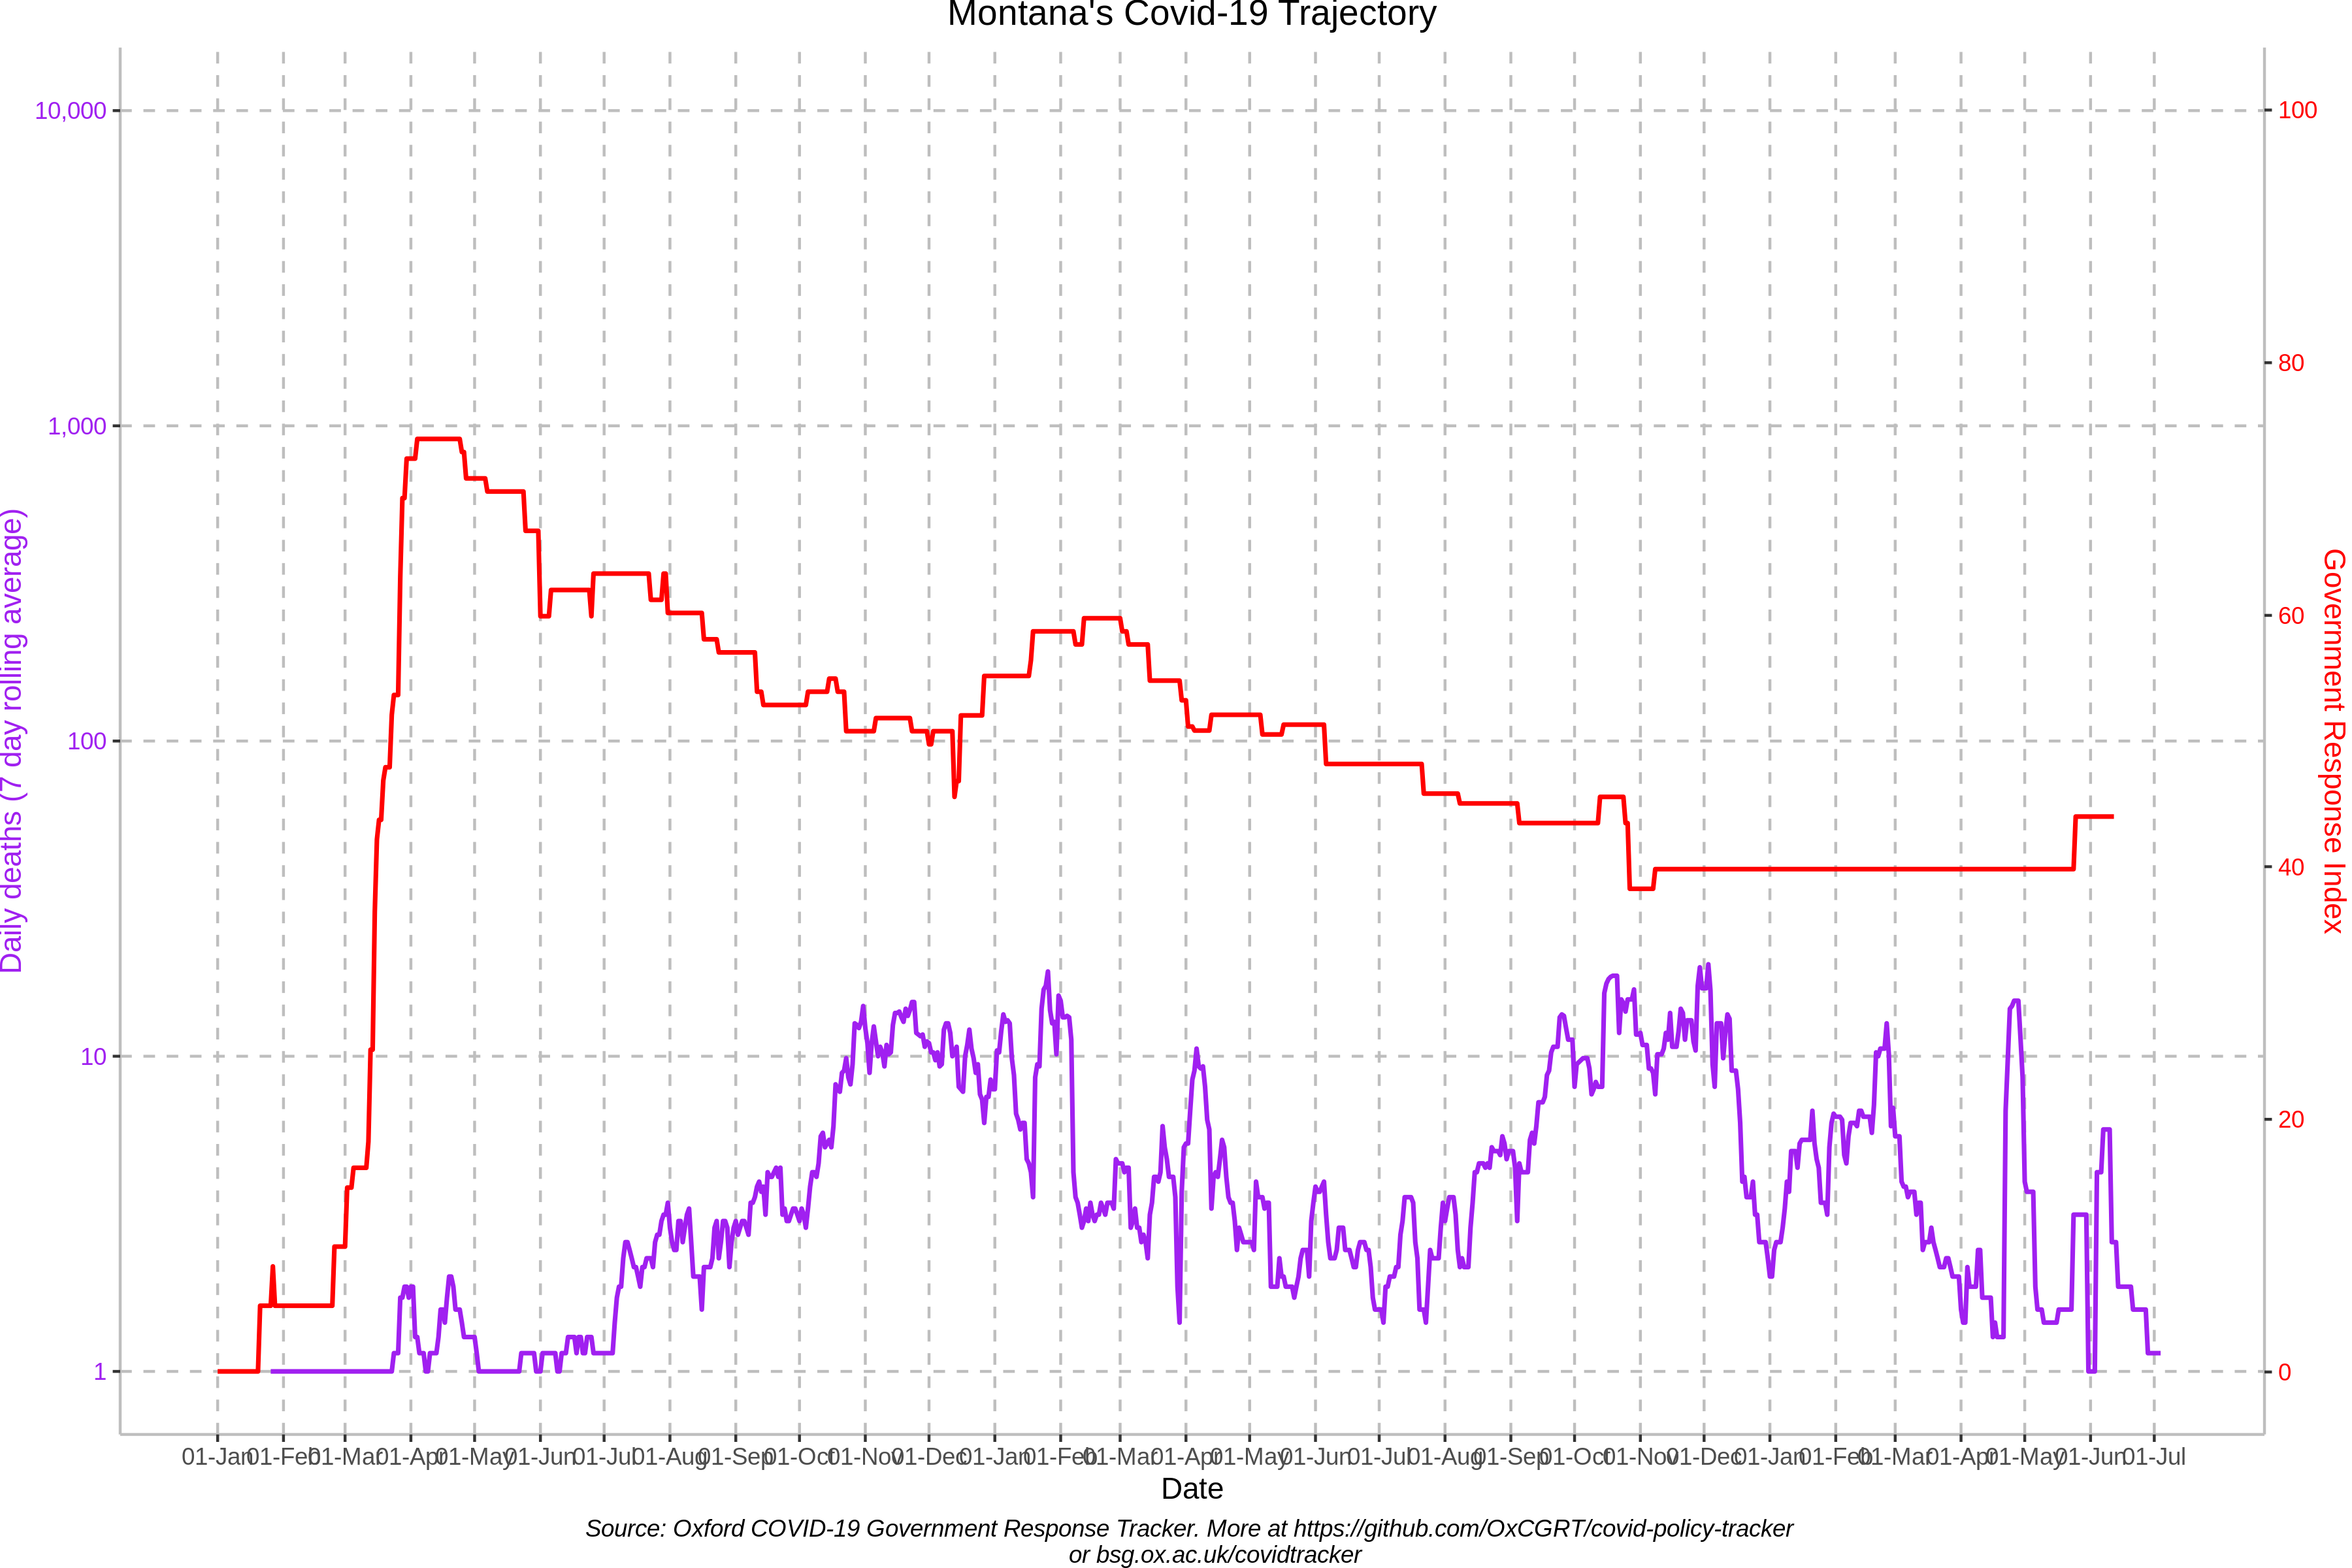 Montana's Covid-19 Trajectory
10,000
1,000
100
10
1
Daily deaths (7 day rolling average)
100
80
60
40
20
0
Government Response Index
01-Jan 01-Feb 01-Mar 01-Apr 01-May 01-Jun 01-Jul 01-Aug 01-Sep 01-Oct 01-Nov 01-Dec 01-Jan 01-Feb 01-Mar 01-Apr 01-May 01-Jun 01-Jul 01-Aug 01-Sep 01-Oct 01-Nov 01-Dec 01-Jan 01-Feb 01-Mar 01-Apr 01-May 01-Jun 01-Jul
Date
Source: Oxford COVID-19 Government Response Tracker. More at https://github.com/OxCGRT/covid-policy-tracker
or bsg.ox.ac.uk/covidtracker